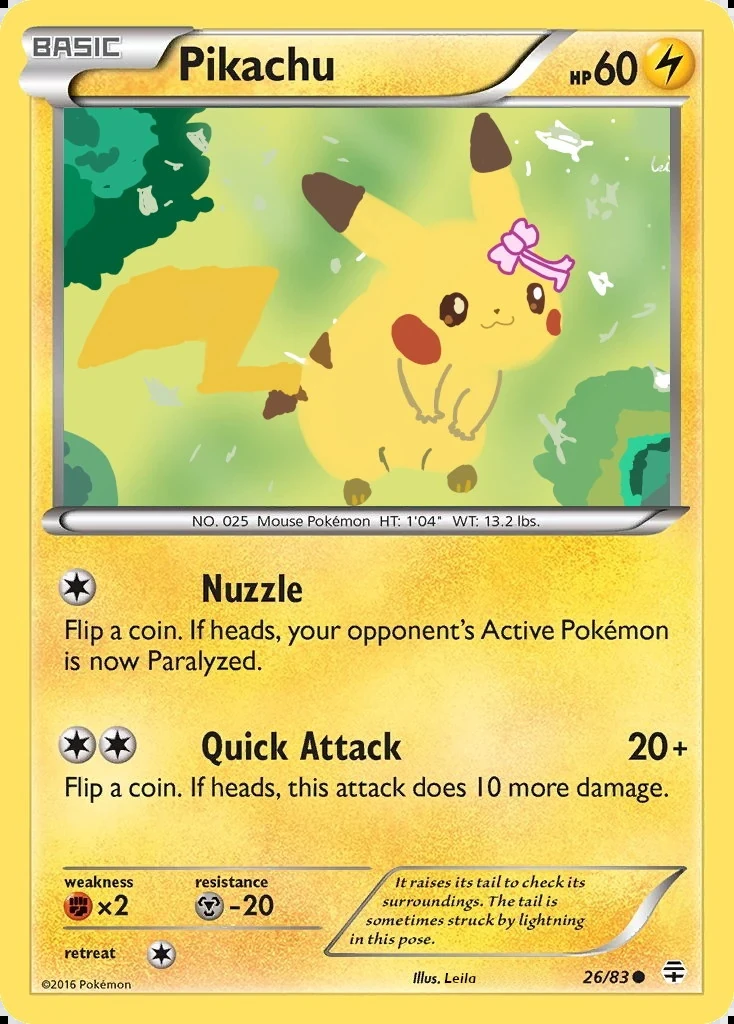 BASIC
Pikachu
HP60
Lei
NO. 025 Mouse Pokémon HT: 1'04" WT: 13.2 lbs.
Nuzzle
Flip a coin. If heads, your opponent's Active Pokémon
is now Paralyzed.
Quick Attack 20+
Flip a coin. If heads, this attack does 10 more damage.
weakness resistance
×2 -20
retreat
It raises its tail to check its
surroundings. The tail is
sometimes struck by lightning
in this pose.
©2016 Pokémon
Illus. Leila
26/83